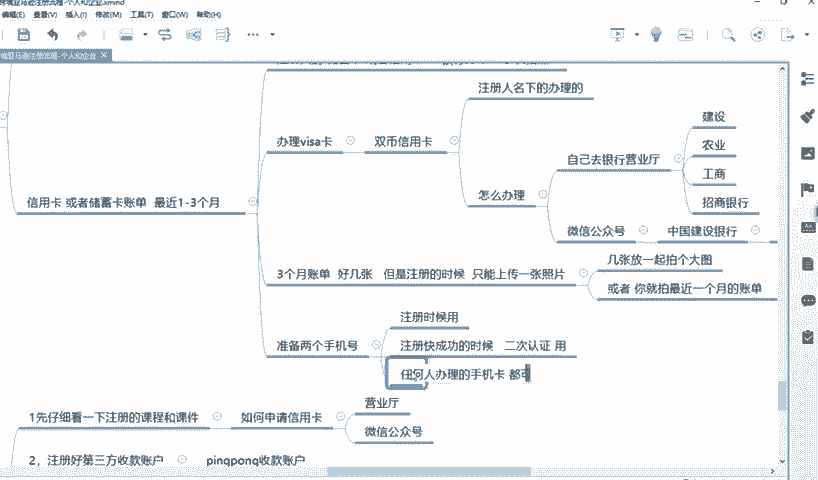 境亚马逊注册流程-个人和企业.xmind
编辑(E) 查看(V) 插入(I) 修改(M) 工具(T) 窗口(W) 帮助(H)
境亚马逊注册流程-个人和企业
注册人名下的办理的
办理visa卡
双币信用卡
怎么办理
自己去银行营业厅
建设
农业
工商
招商银行
微信公众号
中国建设银行
信用卡 或者储蓄卡账单 最近1-3个月
3个月账单 好几张 但是注册的时候 只能上传一张照片
几张放一起拍个大图
或者 你就拍最近一个月的账单
准备两个手机号
注册时候用
注册快成功的时候 二次认证 用
任何人办理的手机卡 都可
1先仔细看一下注册的课程和课件
如何申请信用卡
营业厅
微信公众号
2，注册好第三方收款账户
pingpong收款账户